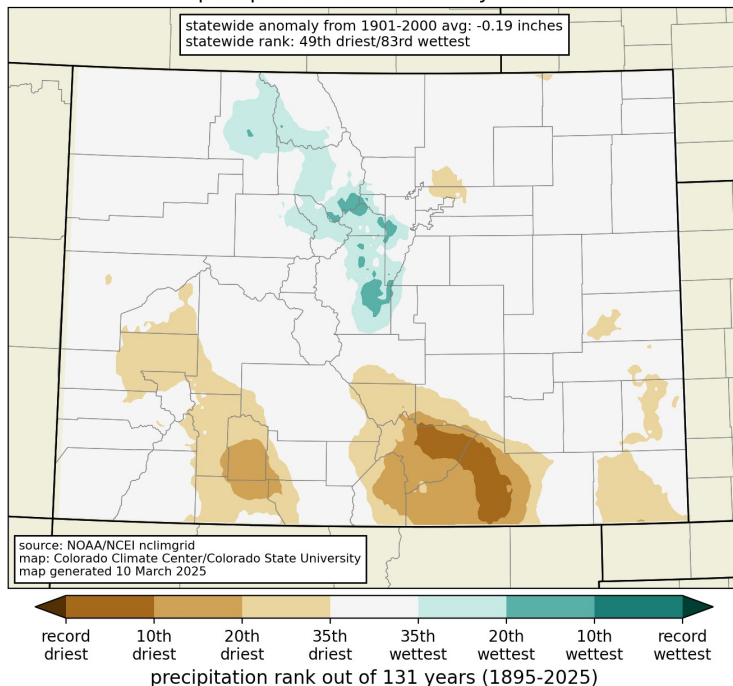 statewide anomaly from 1901-2000 avg: -0.19 inches
statewide rank: 49th driest/83rd wettest
source: NOAA/NCEI nclimgrid
map: Colorado Climate Center/Colorado State University
map generated 10 March 2025
record driest
10th driest
20th driest
35th driest
35th wettest
20th wettest
10th wettest
record wettest
precipitation rank out of 131 years (1895-2025)